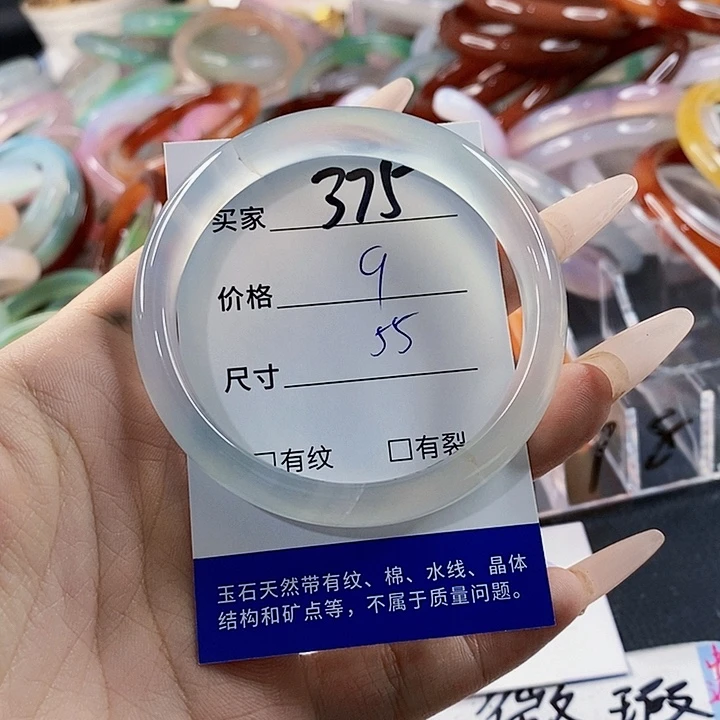 买家 375
价格 9
尺寸 55
□有纹 □有裂
玉石天然带有纹、棉、水线、晶体
结构和矿点等，不属于质量问题。